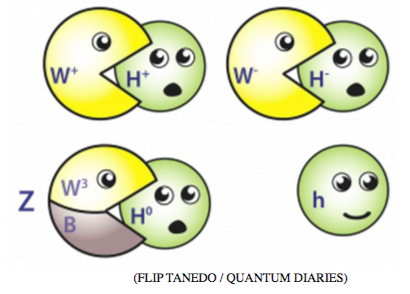 W⁺ H⁺ W⁻ H⁻
W³
Z B H⁰ h
(FLIP TANEDO / QUANTUM DIARIES)